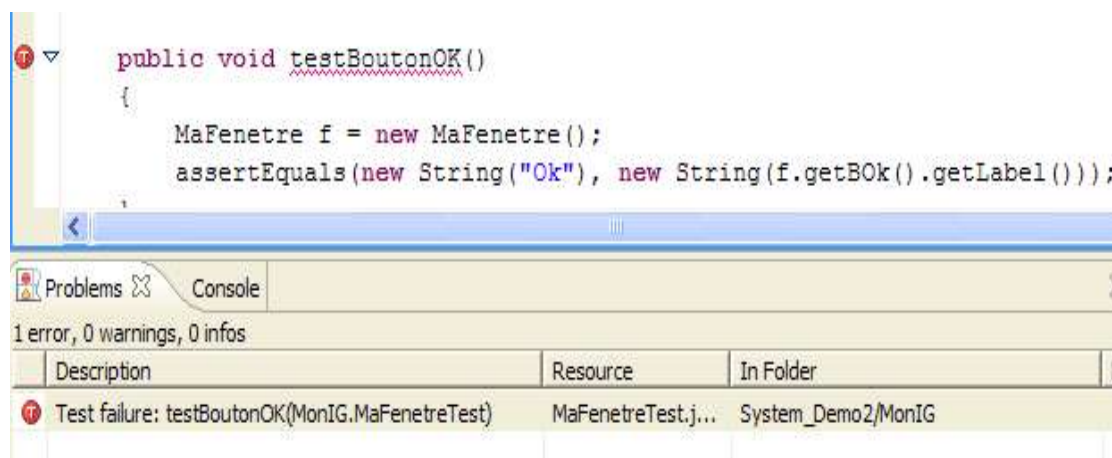 public void testBoutonOK()
{
MaFenetre f = new MaFenetre();
assertEquals(new String("Ok"), new String(f.getBOk().getLabel()));
Problems Console
1 error, 0 warnings, 0 infos
Description Resource In Folder
Test failure: testBoutonOK(MonIG.MaFenetreTest) MaFenetreTest.j... System_Demo2/MonIG